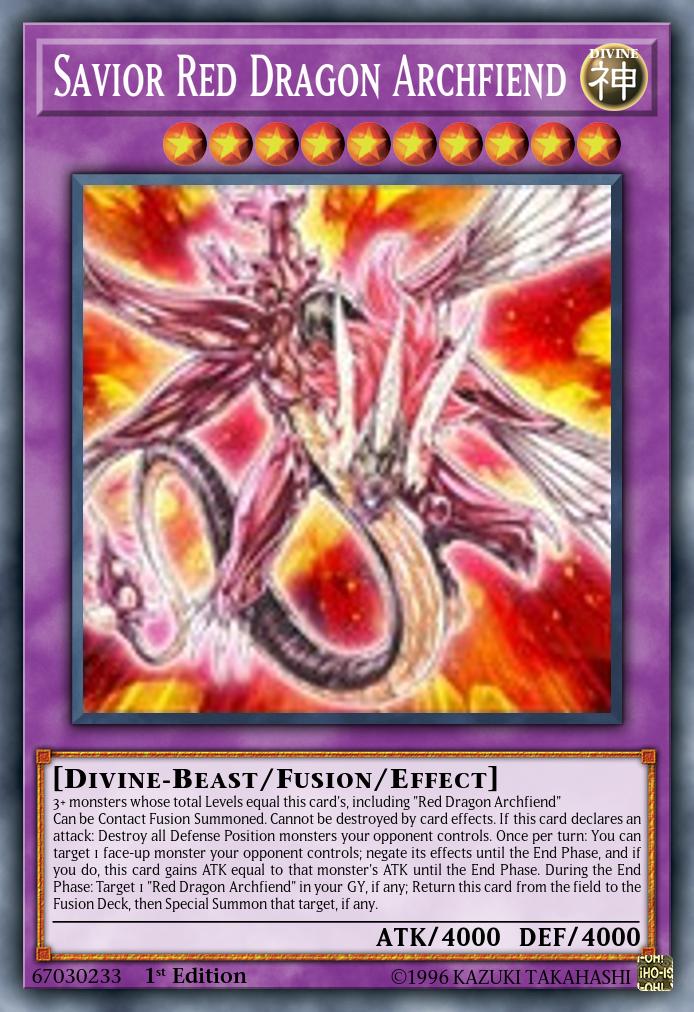 SAVIOR RED DRAGON ARCHFIEND
DIVINE
神
[DIVINE-BEAST/FUSION/EFFECT]
3+ monsters whose total Levels equal this card's, including "Red Dragon Archfiend"
Can be Contact Fusion Summoned. Cannot be destroyed by card effects. If this card declares an
attack: Destroy all Defense Position monsters your opponent controls. Once per turn: You can
target 1 face-up monster your opponent controls; negate its effects until the End Phase, and if
you do, this card gains ATK equal to that monster's ATK until the End Phase. During the End
Phase: Target 1 "Red Dragon Archfiend" in your GY, if any; Return this card from the field to the
Fusion Deck, then Special Summon that target, if any.
ATK/4000 DEF/4000
67030233 1st Edition ©1996 KAZUKI TAKAHASHI